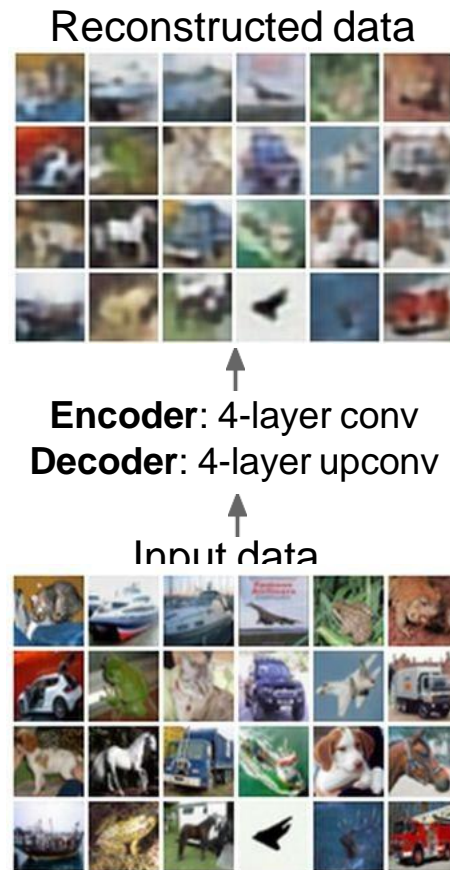 Reconstructed data
Encoder: 4-layer conv
Decoder: 4-layer upconv
Input data